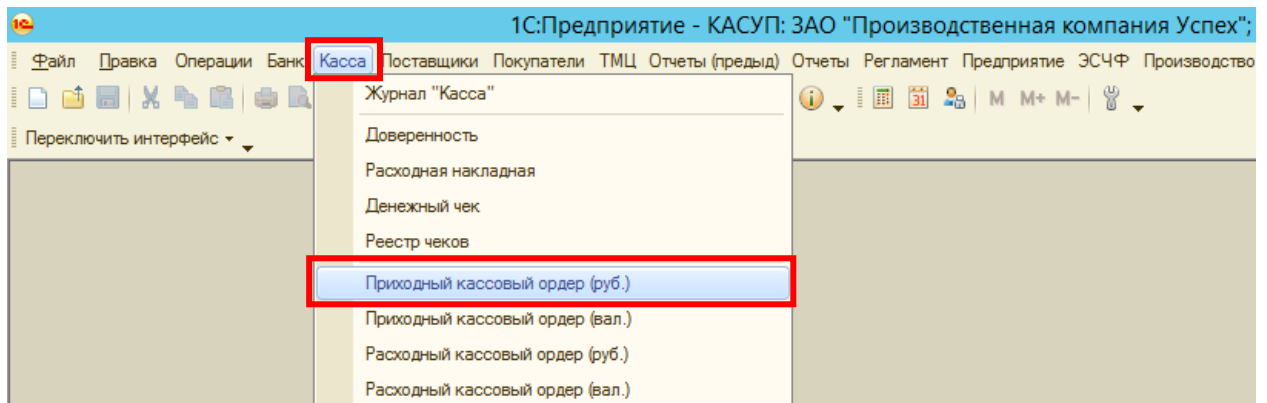 1С:Предприятие - КАСУП: ЗАО "Производственная компания Успех";
Файл Правка Операции Банк Касса Поставщики Покупатели ТМЦ Отчеты (предыд) Отчеты Регламент Предприятие ЭСЧФ Производство
M M+ M-
Переключить интерфейс
Журнал "Касса"
Доверенность
Расходная накладная
Денежный чек
Реестр чеков
Приходный кассовый ордер (руб.)
Приходный кассовый ордер (вал.)
Расходный кассовый ордер (руб.)
Расходный кассовый ордер (вал.)